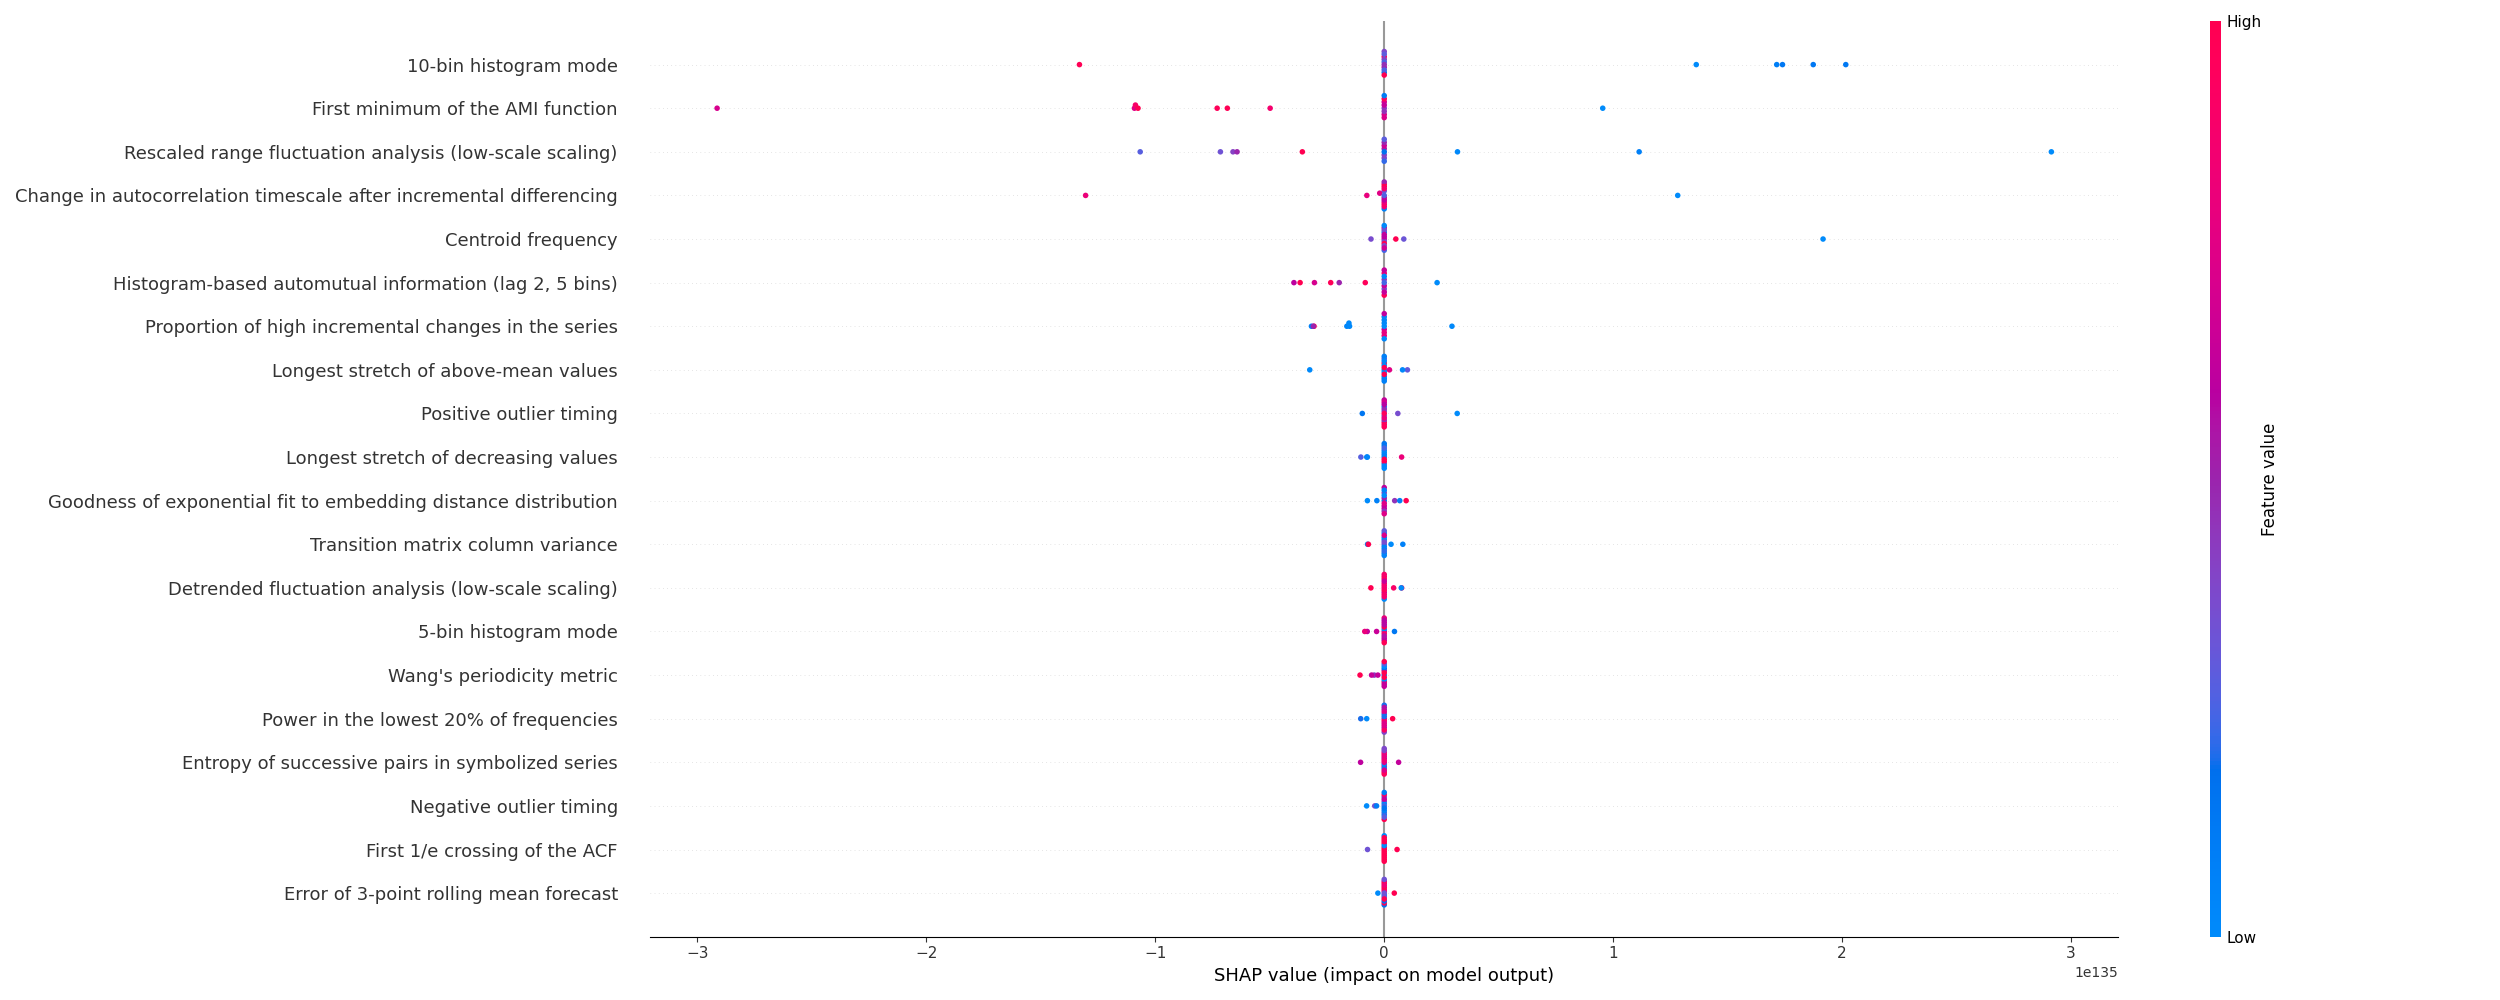 High
10-bin histogram mode
First minimum of the AMI function
Rescaled range fluctuation analysis (low-scale scaling)
Change in autocorrelation timescale after incremental differencing
Centroid frequency
Histogram-based automutual information (lag 2, 5 bins)
Proportion of high incremental changes in the series
Longest stretch of above-mean values
Positive outlier timing
Longest stretch of decreasing values
Goodness of exponential fit to embedding distance distribution
Transition matrix column variance
Detrended fluctuation analysis (low-scale scaling)
5-bin histogram mode
Wang's periodicity metric
Power in the lowest 20% of frequencies
Entropy of successive pairs in symbolized series
Negative outlier timing
First 1/e crossing of the ACF
Error of 3-point rolling mean forecast
Feature value
Low
−3 −2 −1 0 1 2 3
1e135
SHAP value (impact on model output)